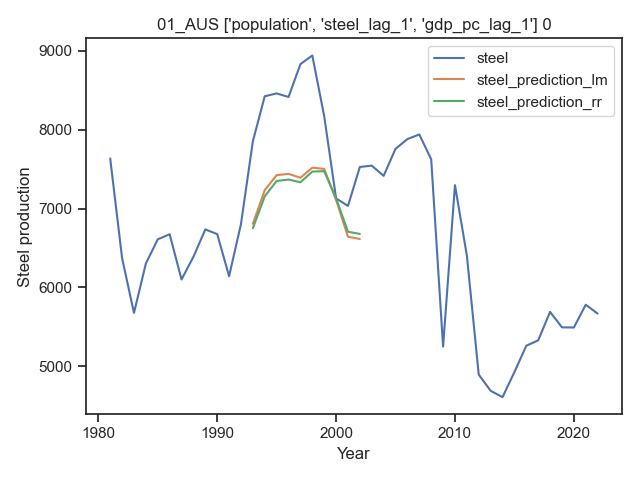 01_AUS ['population', 'steel_lag_1', 'gdp_pc_lag_1'] 0
steel
steel_prediction_lm
steel_prediction_rr
Steel production
9000
8000
7000
6000
5000
1980
1990
2000
2010
2020
Year